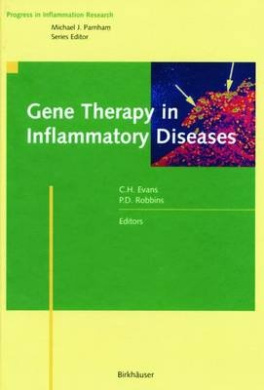 Progress in Inflammation Research
Michael J. Parnham
Series Editor
Gene Therapy in
Inflammatory Diseases
C.H. Evans
P.D. Robbins
Editors
Birkhäuser